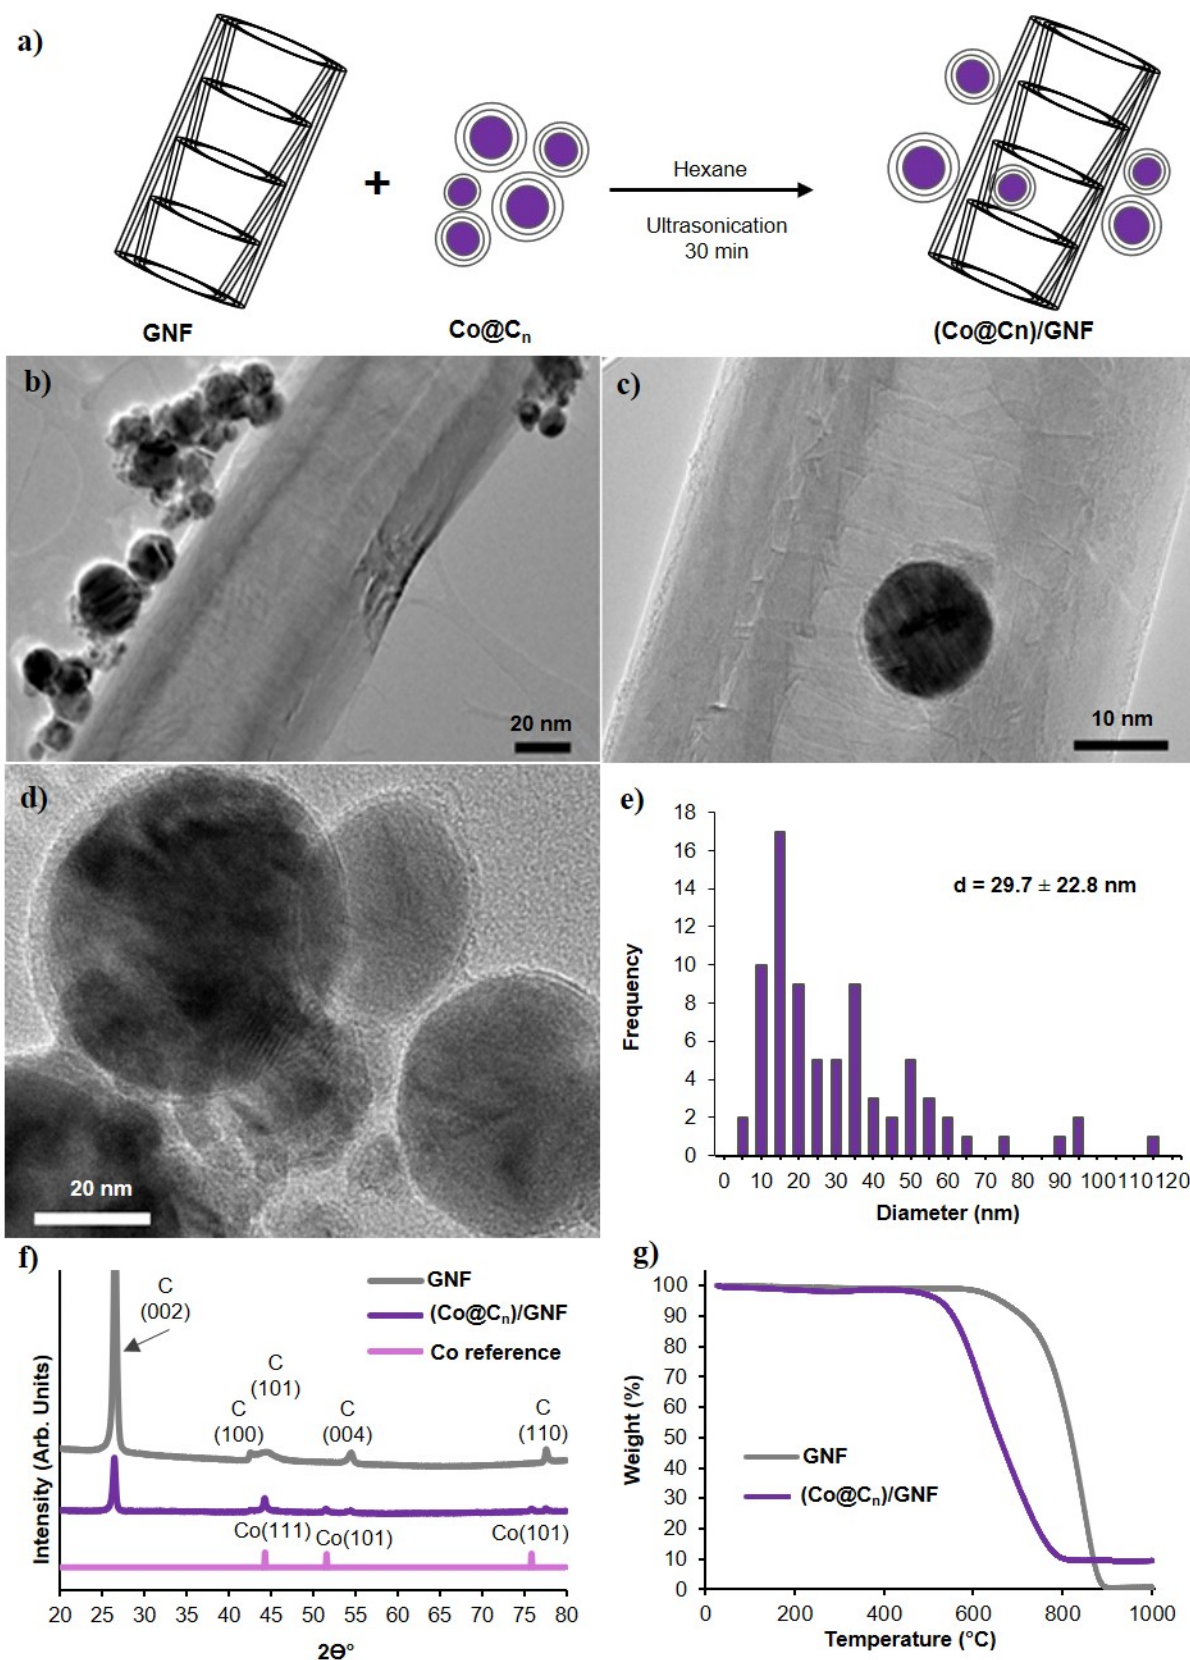 a)
+
Hexane
Ultrasonication
30 min
GNF
Co@Cn
(Co@Cn)/GNF
b)
20 nm
c)
10 nm
d)
20 nm
e)
18
16
14
12
10
8
6
4
2
0
Frequency
d = 29.7 ± 22.8 nm
0 10 20 30 40 50 60 70 80 90 100 110 120
Diameter (nm)
f)
C
(002)
GNF
(Co@Cn)/GNF
Co reference
C
(101)
C
(100)
C
(004)
C
(110)
Co(111)
Co(101)
Co(101)
Intensity (Arb. Units)
20 25 30 35 40 45 50 55 60 65 70 75 80
2Θ°
g)
100
90
80
70
60
50
40
30
20
10
0
Weight (%)
GNF
(Co@Cn)/GNF
0 200 400 600 800 1000
Temperature (°C)